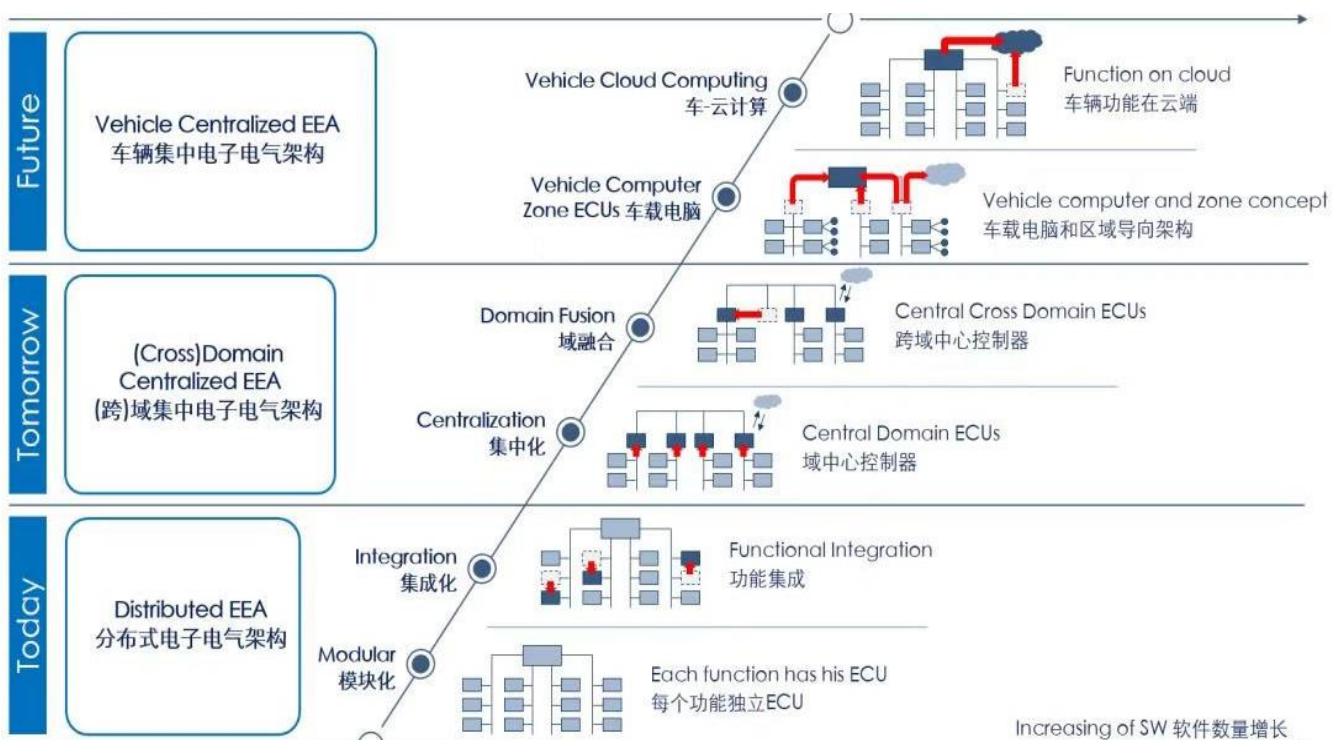 Future
Vehicle Centralized EEA
车辆集中电子电气架构
Vehicle Cloud Computing
车-云计算
Function on cloud
车辆功能在云端
Vehicle Computer
Zone ECUs 车载电脑
Vehicle computer and zone concept
车载电脑和区域导向架构
Tomorrow
(Cross)Domain
Centralized EEA
(跨)域集中电子电气架构
Domain Fusion
域融合
Central Cross Domain ECUs
跨域中心控制器
Centralization
集中化
Central Domain ECUs
域中心控制器
Today
Distributed EEA
分布式电子电气架构
Integration
集成化
Functional Integration
功能集成
Modular
模块化
Each function has his ECU
每个功能独立ECU
Increasing of SW 软件数量增长